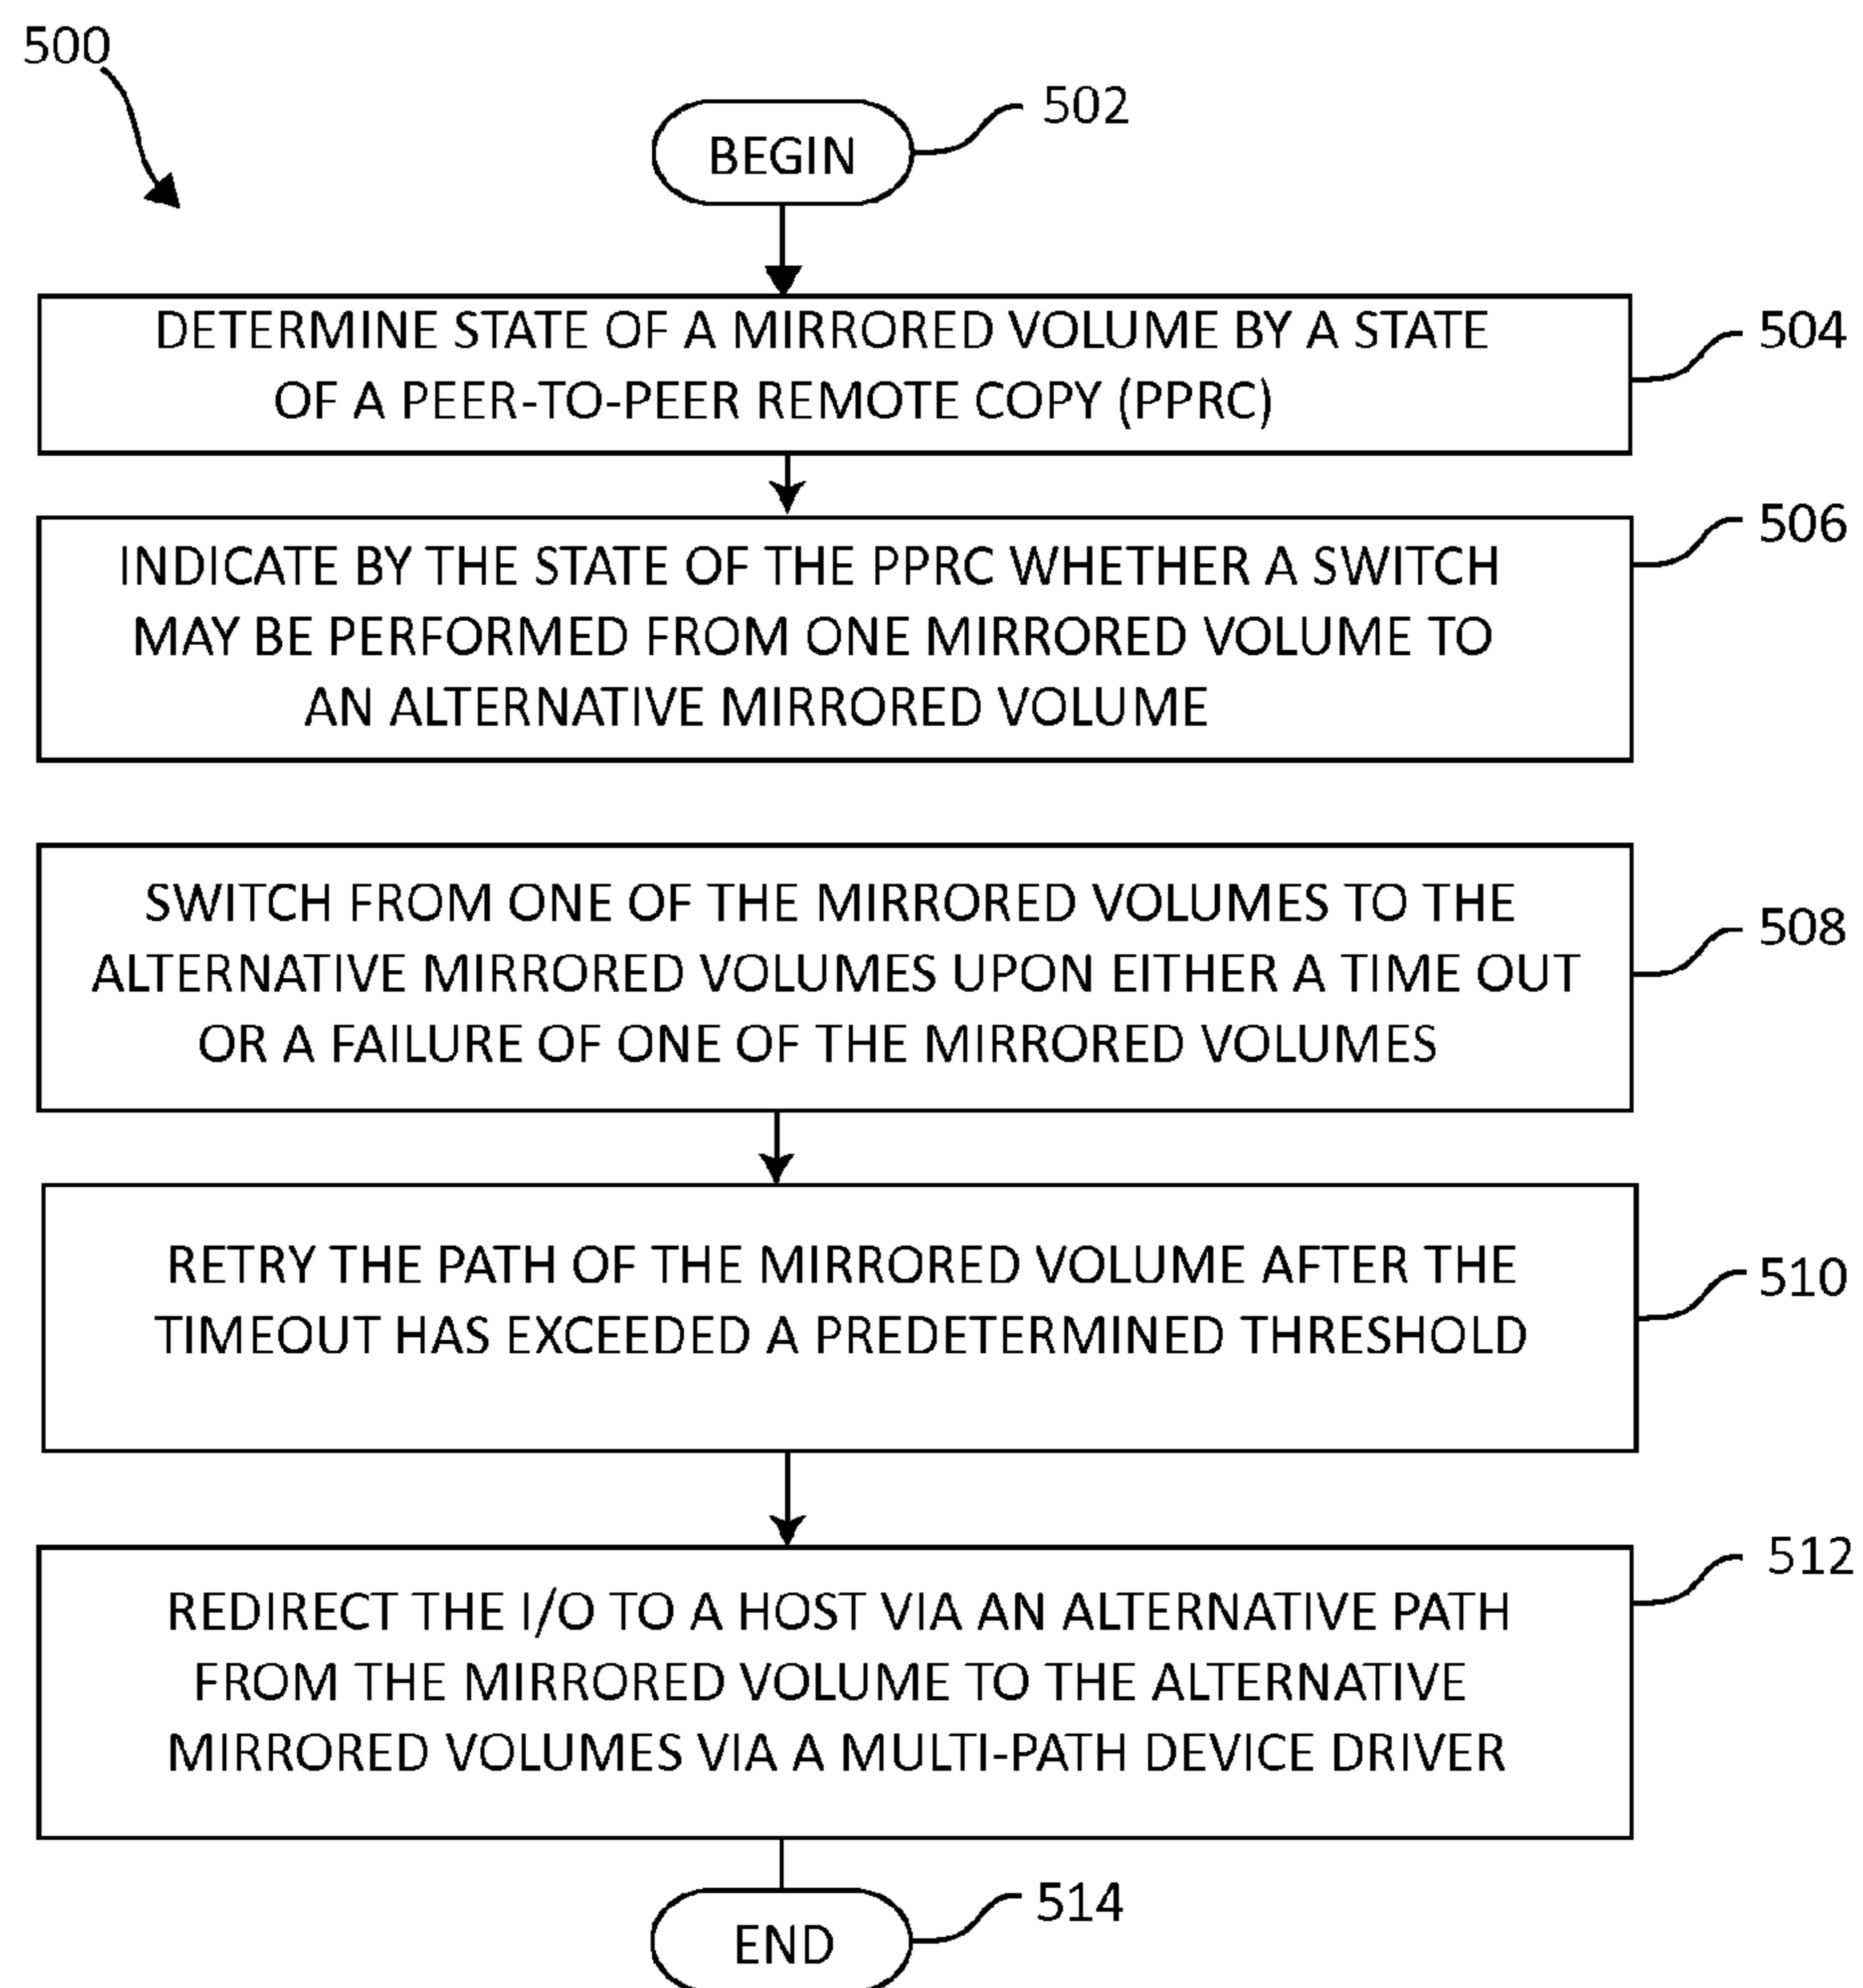 500
BEGIN
502
DETERMINE STATE OF A MIRRORED VOLUME BY A STATE
OF A PEER-TO-PEER REMOTE COPY (PPRC)
504
INDICATE BY THE STATE OF THE PPRC WHETHER A SWITCH
MAY BE PERFORMED FROM ONE MIRRORED VOLUME TO
AN ALTERNATIVE MIRRORED VOLUME
506
SWITCH FROM ONE OF THE MIRRORED VOLUMES TO THE
ALTERNATIVE MIRRORED VOLUMES UPON EITHER A TIME OUT
OR A FAILURE OF ONE OF THE MIRRORED VOLUMES
508
RETRY THE PATH OF THE MIRRORED VOLUME AFTER THE
TIMEOUT HAS EXCEEDED A PREDETERMINED THRESHOLD
510
REDIRECT THE I/O TO A HOST VIA AN ALTERNATIVE PATH
FROM THE MIRRORED VOLUME TO THE ALTERNATIVE
MIRRORED VOLUMES VIA A MULTI-PATH DEVICE DRIVER
512
END
514